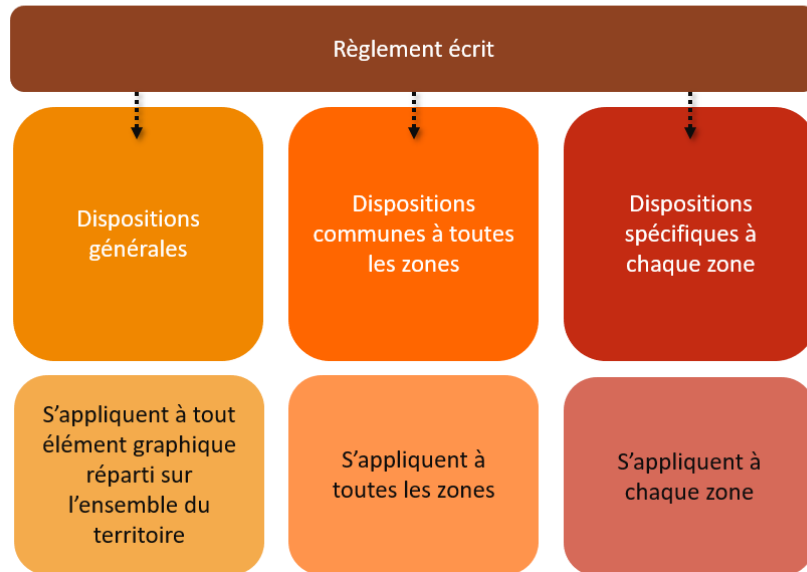 Règlement écrit
Dispositions
générales
Dispositions
communes à toutes
les zones
Dispositions
spécifiques à
chaque zone
S’appliquent à tout
élément graphique
réparti sur
l’ensemble du
territoire
S’appliquent à
toutes les zones
S’appliquent à
chaque zone